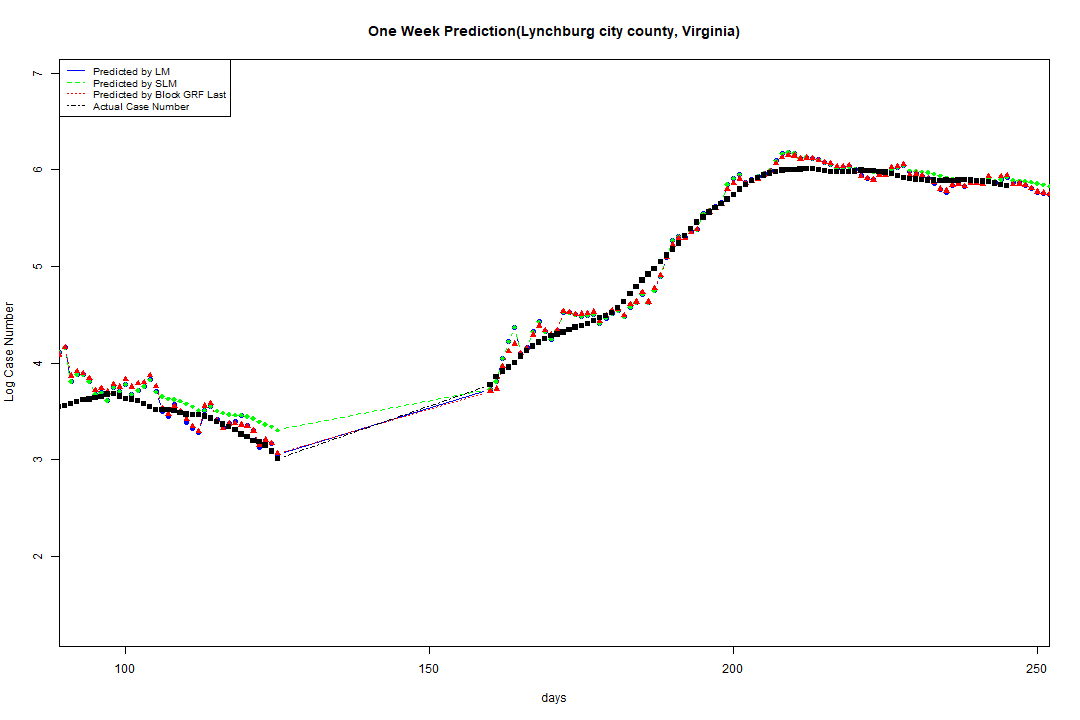 One Week Prediction(Lynchburg city county, Virginia)
Predicted by LM
Predicted by SLM
Predicted by Block GRF Last
Actual Case Number
7
6
5
4
3
2
Log Case Number
100
150
200
250
days